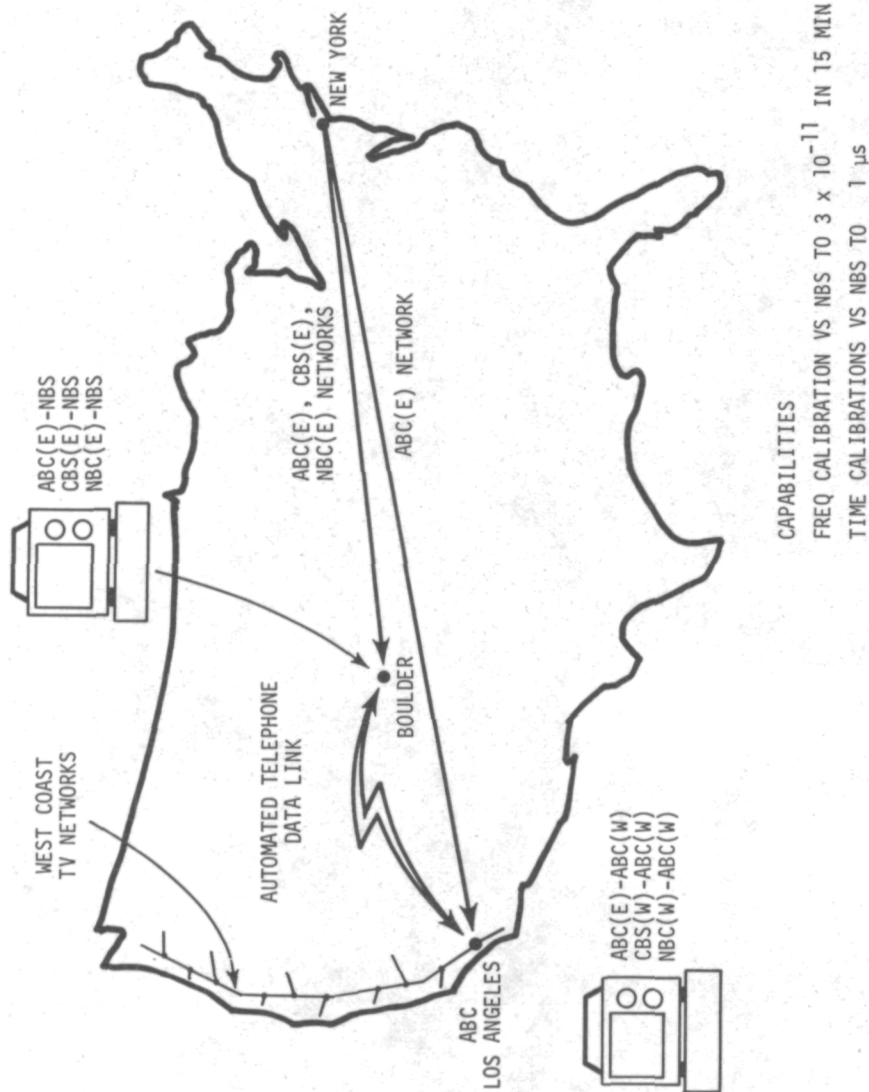 WEST COAST
TV NETWORKS
ABC(E)-NBS
CBS(E)-NBS
NBC(E)-NBS
AUTOMATED TELEPHONE
DATA LINK
BOULDER
ABC(E), CBS(E),
NBC(E) NETWORKS
ABC(E) NETWORK
NEW YORK
ABC
LOS ANGELES
ABC(E)-ABC(W)
CBS(W)-ABC(W)
NBC(W)-ABC(W)
CAPABILITIES
FREQ CALIBRATION VS NBS TO 3 x 10⁻¹¹ IN 15 MIN
TIME CALIBRATIONS VS NBS TO 1 µs